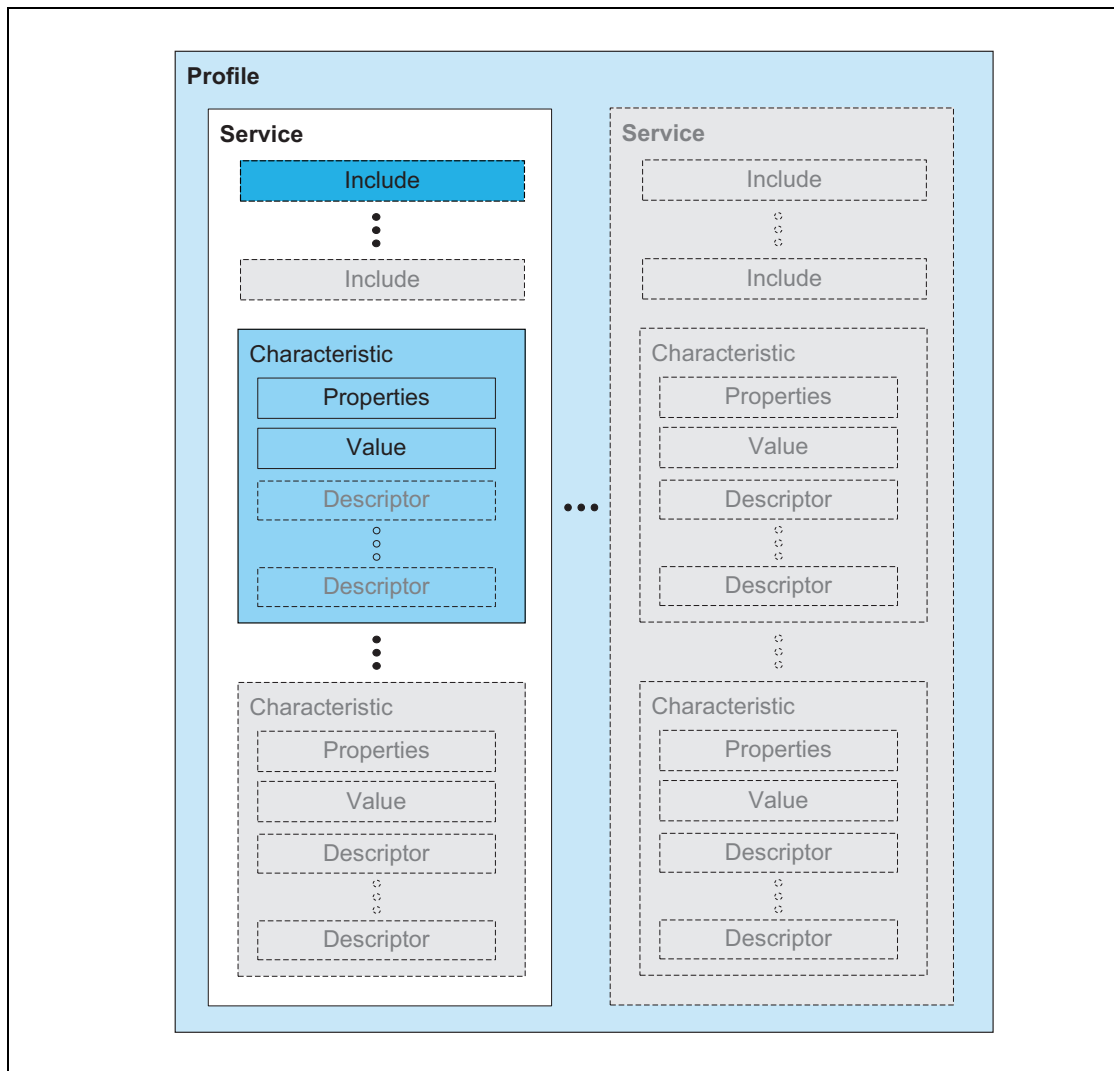 Profile
Service
Include
Include
Characteristic
Properties
Value
Descriptor
Descriptor
Characteristic
Properties
Value
Descriptor
Descriptor
Service
Include
Include
Characteristic
Properties
Value
Descriptor
Descriptor
Characteristic
Properties
Value
Descriptor
Descriptor